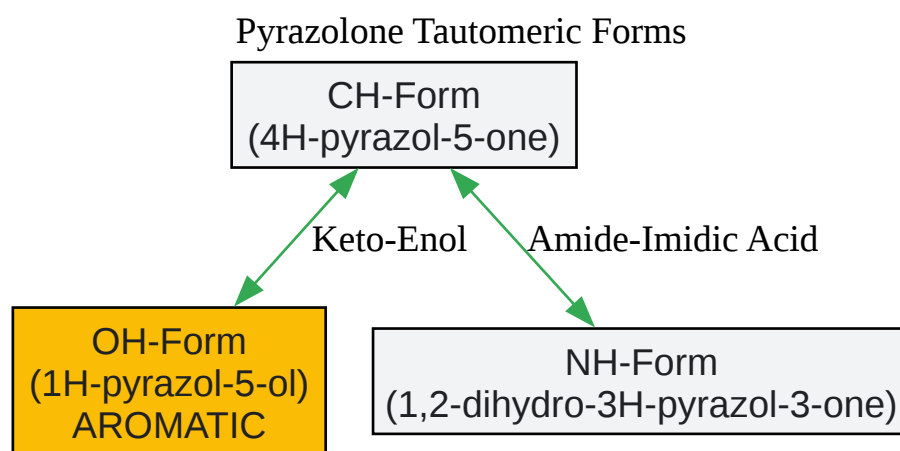 Pyrazolone Tautomeric Forms
CH-Form
(4H-pyrazol-5-one)
Keto-Enol
Amide-Imidic Acid
OH-Form
(1H-pyrazol-5-ol)
AROMATIC
NH-Form
(1,2-dihydro-3H-pyrazol-3-one)